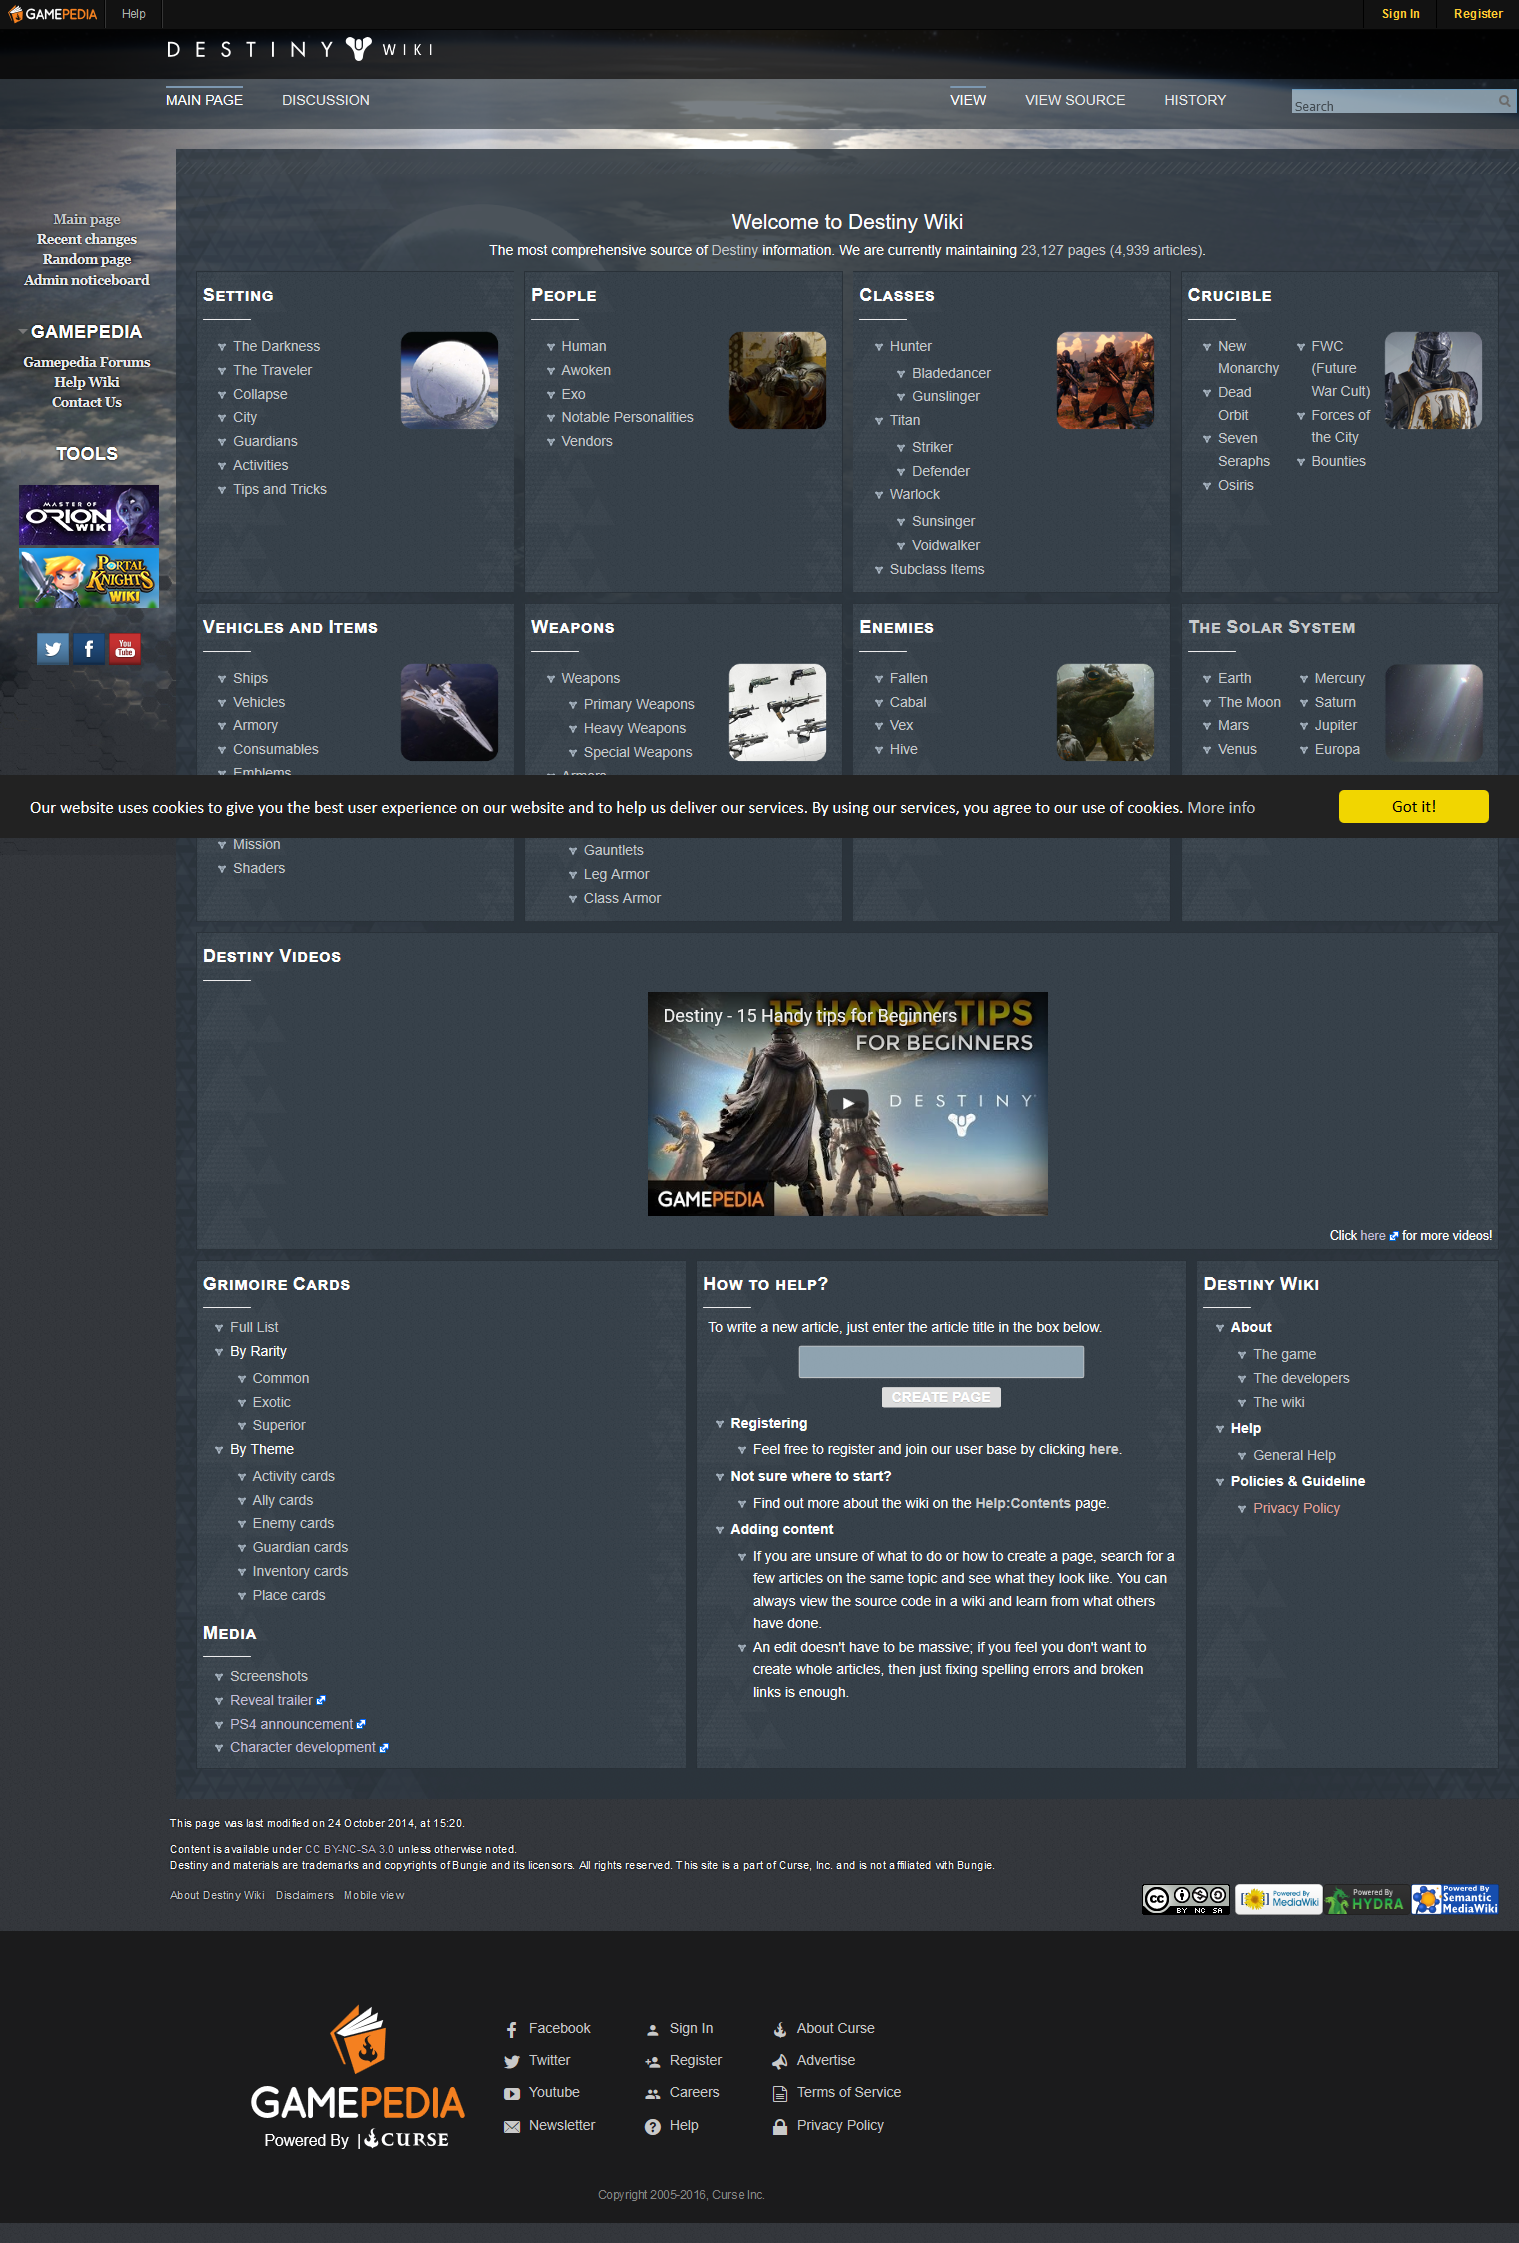 GAMEPEDIA
Help
Sign In
Register
DESTINY WIKI
MAIN PAGE
DISCUSSION
VIEW
VIEW SOURCE
HISTORY
Search
Main page
Recent changes
Random page
Admin noticeboard
GAMEPEDIA
Gamepedia Forums
Help Wiki
Contact Us
TOOLS
MASTER OF
ORION
WIKI
PORTAL
KNIGHTS
WIKI
You
Tube
Welcome to Destiny Wiki
The most comprehensive source of Destiny information. We are currently maintaining 23,127 pages (4,939 articles).
SETTING
The Darkness
The Traveler
Collapse
City
Guardians
Activities
Tips and Tricks
PEOPLE
Human
Awoken
Exo
Notable Personalities
Vendors
CLASSES
Hunter
Bladedancer
Gunslinger
Titan
Striker
Defender
Warlock
Sunsinger
Voidwalker
Subclass Items
CRUCIBLE
New
Monarchy
Dead
Orbit
Seven
Seraphs
Osiris
FWC
(Future
War Cult)
Forces of
the City
Bounties
VEHICLES AND ITEMS
Ships
Vehicles
Armory
Consumables
Emblems
Mission
Shaders
WEAPONS
Weapons
Primary Weapons
Heavy Weapons
Special Weapons
Gauntlets
Leg Armor
Class Armor
ENEMIES
Fallen
Cabal
Vex
Hive
THE SOLAR SYSTEM
Earth
The Moon
Mars
Venus
Mercury
Saturn
Jupiter
Europa
Our website uses cookies to give you the best user experience on our website and to help us deliver our services. By using our services, you agree to our use of cookies. More info
Got it!
DESTINY VIDEOS
Destiny - 15 Handy tips for Beginners
15 HANDY TIPS
FOR BEGINNERS
DESTINY
GAMEPEDIA
Click here for more videos!
GRIMOIRE CARDS
Full List
By Rarity
Common
Exotic
Superior
By Theme
Activity cards
Ally cards
Enemy cards
Guardian cards
Inventory cards
Place cards
MEDIA
Screenshots
Reveal trailer
PS4 announcement
Character development
HOW TO HELP?
To write a new article, just enter the article title in the box below.
CREATE PAGE
Registering
Feel free to register and join our user base by clicking here.
Not sure where to start?
Find out more about the wiki on the Help:Contents page.
Adding content
If you are unsure of what to do or how to create a page, search for a
few articles on the same topic and see what they look like. You can
always view the source code in a wiki and learn from what others
have done.
An edit doesn't have to be massive; if you feel you don't want to
create whole articles, then just fixing spelling errors and broken
links is enough.
DESTINY WIKI
About
The game
The developers
The wiki
Help
General Help
Policies & Guideline
Privacy Policy
This page was last modified on 24 October 2014, at 15:20.
Content is available under CC BY-NC-SA 3.0 unless otherwise noted.
Destiny and materials are trademarks and copyrights of Bungie and its licensors. All rights reserved. This site is a part of Curse, Inc. and is not affiliated with Bungie.
About Destiny Wiki
Disclaimers
Mobile view
cc
BY NC SA
Powered By
MediaWiki
Powered By
HYDRA
Powered By
Semantic
MediaWiki
GAMEPEDIA
Powered By | CURSE
Facebook
Twitter
Youtube
Newsletter
Sign In
Register
Careers
Help
About Curse
Advertise
Terms of Service
Privacy Policy
Copyright 2005-2016, Curse Inc.